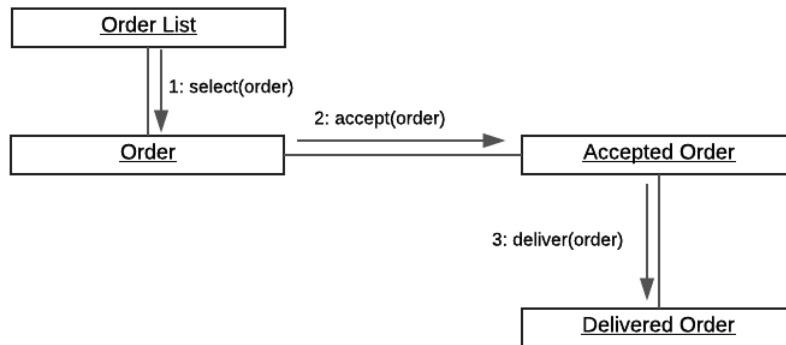 Order List
1: select(order)
2: accept(order)
Order
Accepted Order
3: deliver(order)
Delivered Order